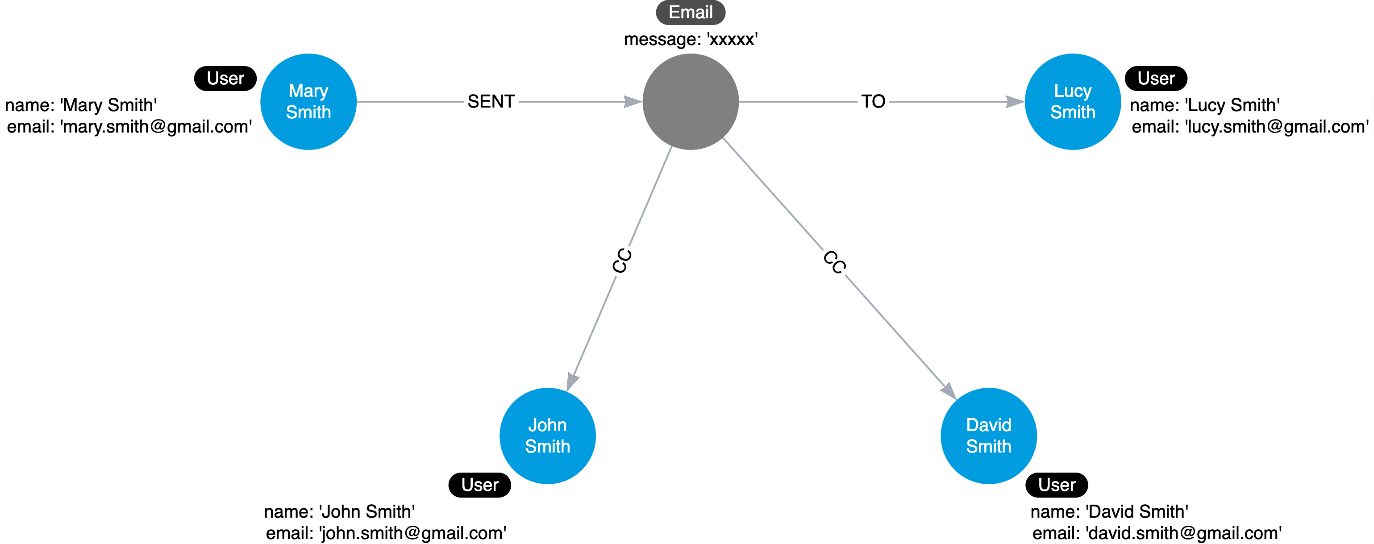 Email
message: 'xxxxx'
User
Mary
Smith
name: 'Mary Smith'
email: 'mary.smith@gmail.com'
SENT
TO
Lucy
Smith
User
name: 'Lucy Smith'
email: 'lucy.smith@gmail.com'
CC
CC
John
Smith
User
name: 'John Smith'
email: 'john.smith@gmail.com'
David
Smith
User
name: 'David Smith'
email: 'david.smith@gmail.com'